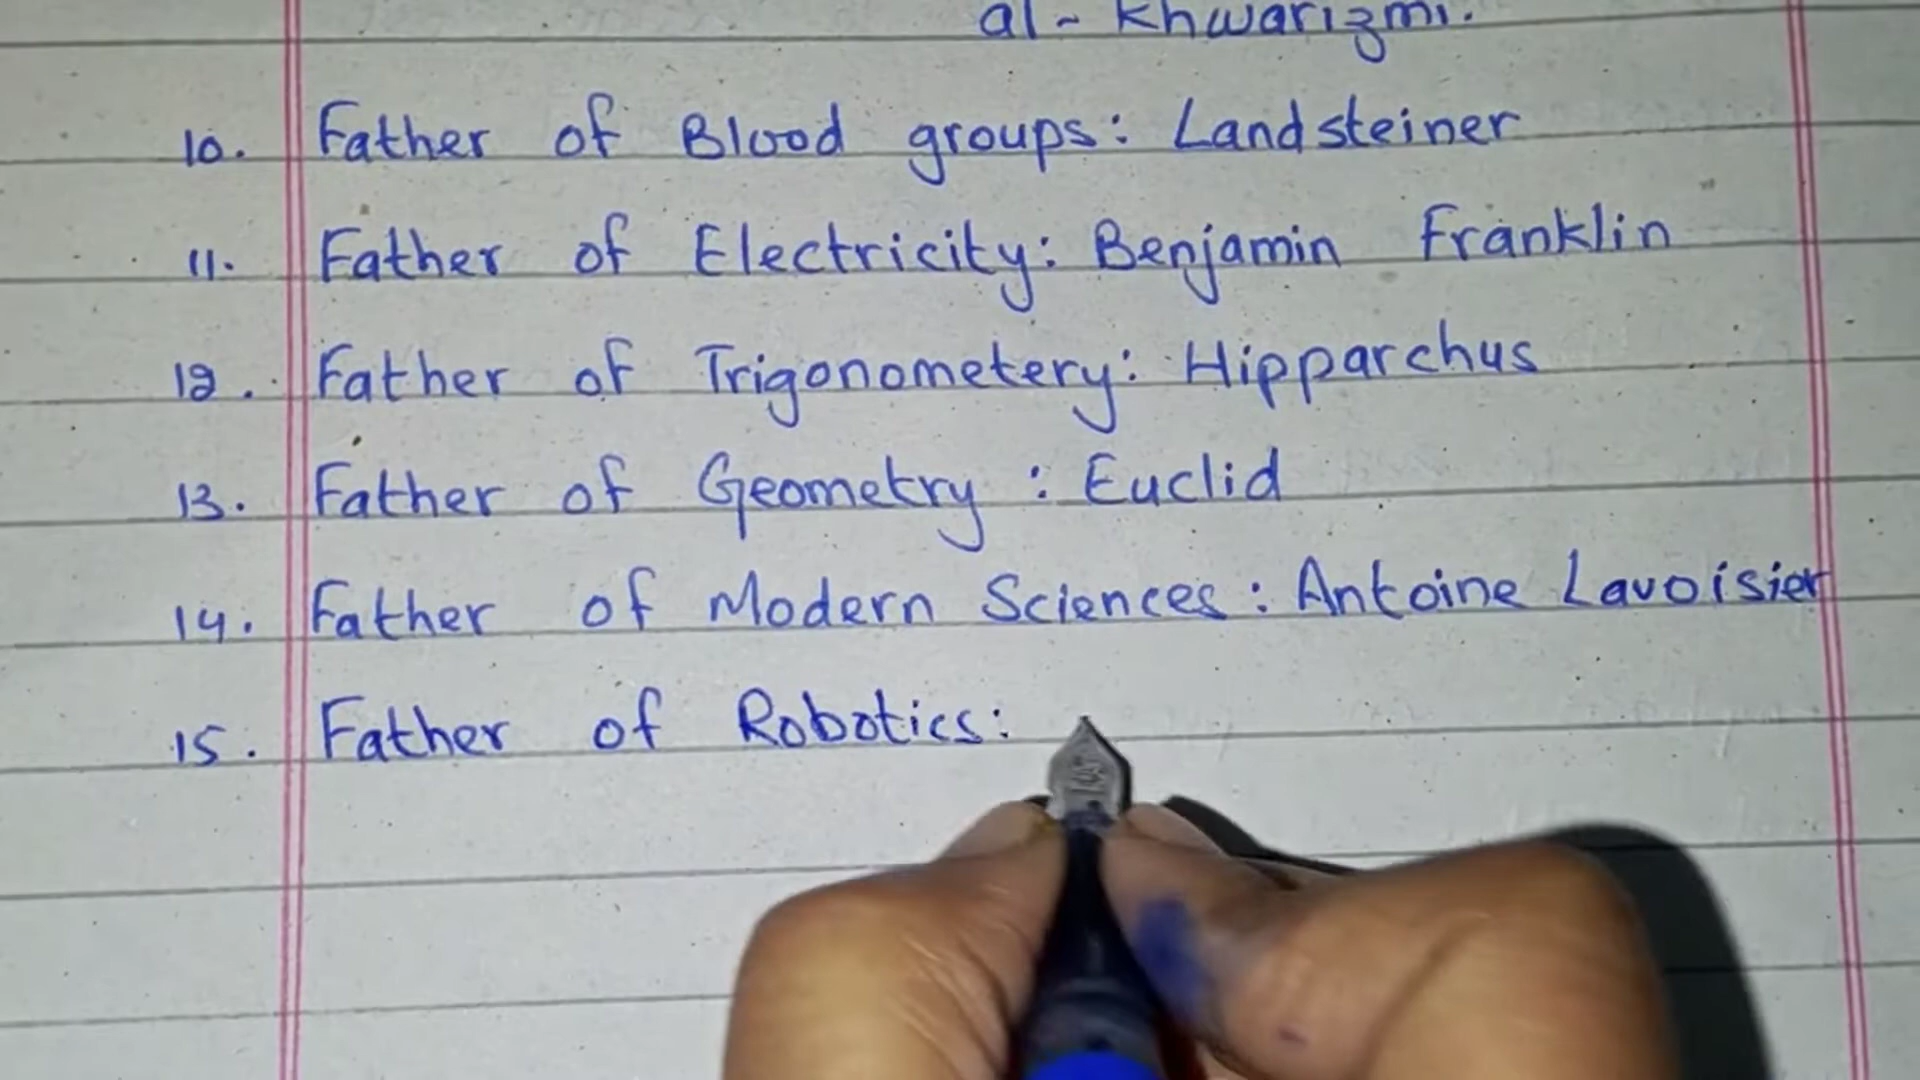 al-Khwarizmi.
10. Father of Blood groups: Landsteiner
11. Father of Electricity: Benjamin Franklin
12. Father of Trigonometery: Hipparchus
13. Father of Geometry: Euclid
14. Father of Modern Sciences: Antoine Lavoisier
15. Father of Robotics: